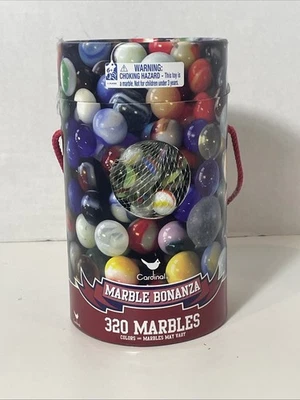 WARNING:
CHOKING HAZARD - This toy is
a marble. Not for children under 3 years.
Cardinal
MARBLE BONANZA
320 MARBLES
COLORS ON MARBLES MAY VARY